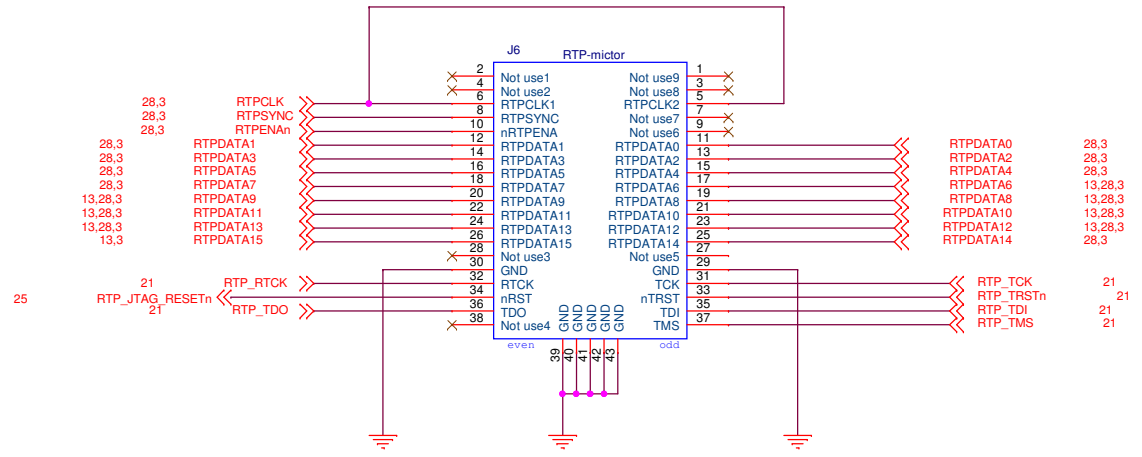 J6 RTP-mictor
2 Not use1 Not use9 1
4 Not use2 Not use8 3
28,3 RTPCLK 6 RTPCLK1 RTPCLK2 5
28,3 RTPSYNC 8 RTPSYNC Not use7 7
28,3 RTPENAn 10 nRTPENA Not use6 9
28,3 RTPDATA1 12 RTPDATA1 RTPDATA0 11 RTPDATA0 28,3
28,3 RTPDATA3 14 RTPDATA3 RTPDATA2 13 RTPDATA2 28,3
28,3 RTPDATA5 16 RTPDATA5 RTPDATA4 15 RTPDATA4 28,3
28,3 RTPDATA7 18 RTPDATA7 RTPDATA6 17 RTPDATA6 13,28,3
13,28,3 RTPDATA9 20 RTPDATA9 RTPDATA8 19 RTPDATA8 13,28,3
13,28,3 RTPDATA11 22 RTPDATA11 RTPDATA10 21 RTPDATA10 13,28,3
13,28,3 RTPDATA13 24 RTPDATA13 RTPDATA12 23 RTPDATA12 13,28,3
13,3 RTPDATA15 26 RTPDATA15 RTPDATA14 25 RTPDATA14 28,3
28 Not use3 Not use5 27
30 GND GND 29
21 RTP_RTCK 32 RTCK TCK 31 RTP_TCK 21
25 RTP_JTAG_RESETn 34 nRST nTRST 33 RTP_TRSTn 21
21 RTP_TDO 36 TDO TDI 35 RTP_TDI 21
38 Not use4 TMS 37 RTP_TMS 21
GND GND GND GND GND
even odd
39 40 41 42 43